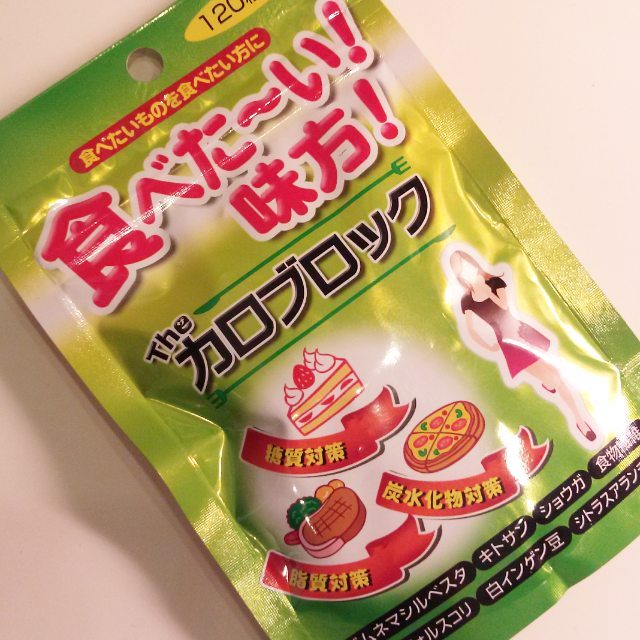 120
食べたいものを食べたい方に
食べた〜い!
味方!
The カロブロック
糖質対策
炭水化物対策
脂質対策
ムネマシルベスタ キトサン ショウガ 食物繊維
ルスコリ 白インゲン豆 シトラスアラン